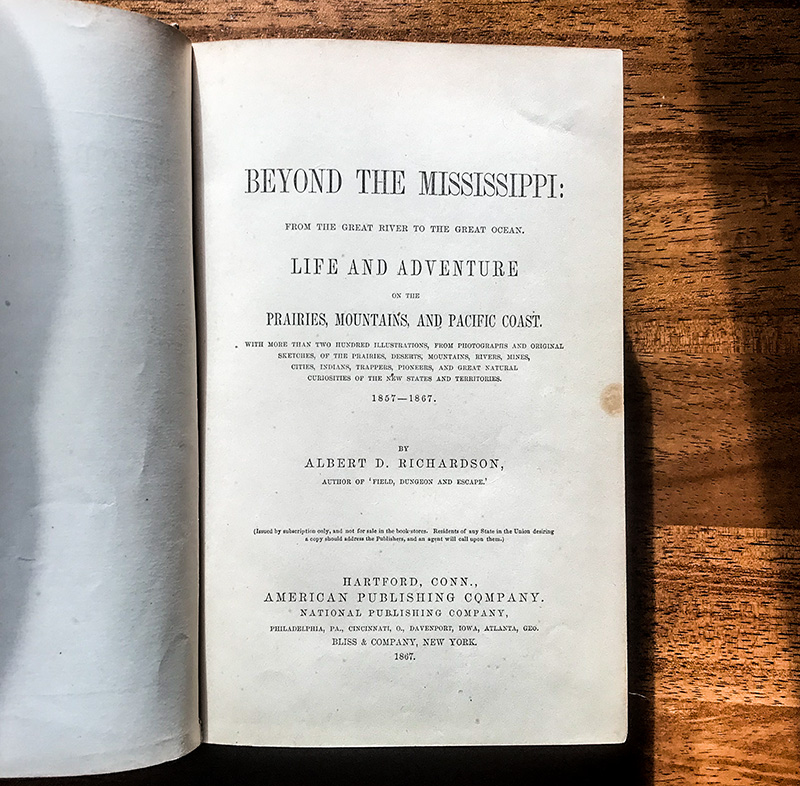 BEYOND THE MISSISSIPPI:
FROM THE GREAT RIVER TO THE GREAT OCEAN.
LIFE AND ADVENTURE
ON THE
PRAIRIES, MOUNTAINS, AND PACIFIC COAST.
WITH MORE THAN TWO HUNDRED ILLUSTRATIONS, FROM PHOTOGRAPHS AND ORIGINAL
SKETCHES, OF THE PRAIRIES, DESERTS, MOUNTAINS, RIVERS, MINES,
CITIES, INDIANS, TRAPPERS, PIONEERS, AND GREAT NATURAL
CURIOSITIES OF THE NEW STATES AND TERRITORIES.
1857—1867.
BY
ALBERT D. RICHARDSON,
AUTHOR OF 'FIELD, DUNGEON AND ESCAPE.'
(Issued by subscription only, and not for sale in the book-stores. Residents of any State in the Union desiring
a copy should address the Publishers, and an agent will call upon them.)
HARTFORD, CONN.,
AMERICAN PUBLISHING COMPANY.
NATIONAL PUBLISHING COMPANY,
PHILADELPHIA, PA., CINCINNATI, O., DAVENPORT, IOWA, ATLANTA, GEO.
BLISS & COMPANY, NEW YORK.
1867.